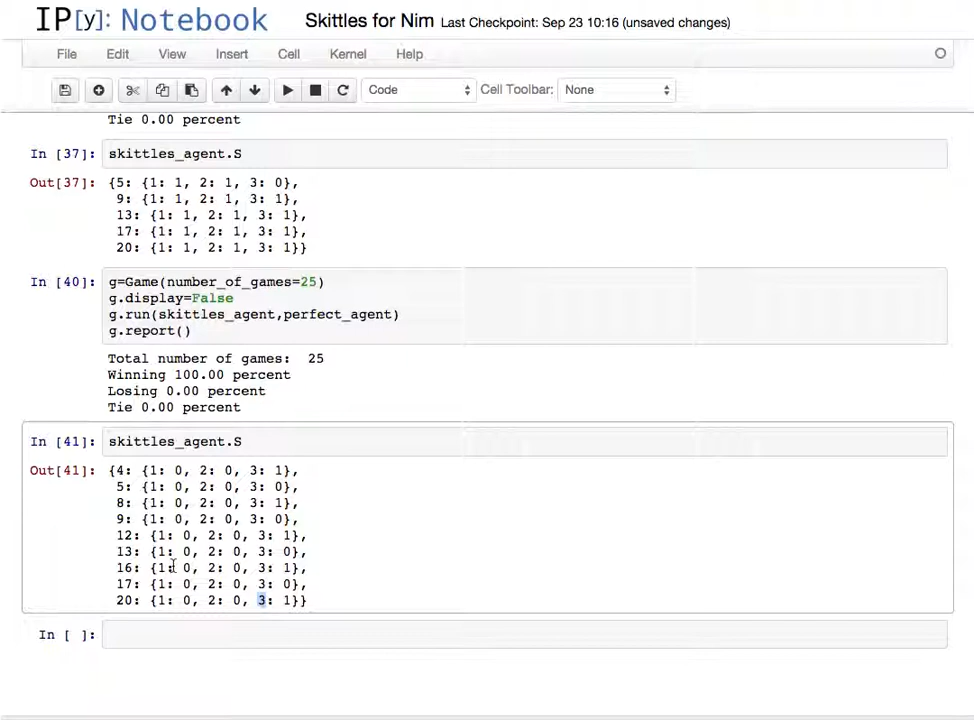 IP[y]: Notebook Skittles for Nim Last Checkpoint: Sep 23 10:16 (unsaved changes)
File Edit View Insert Cell Kernel Help
Code Cell Toolbar: None
Tie 0.00 percent
In [37]: skittles_agent.S
Out[37]: {5: {1: 1, 2: 1, 3: 0},
9: {1: 1, 2: 1, 3: 1},
13: {1: 1, 2: 1, 3: 1},
17: {1: 1, 2: 1, 3: 1},
20: {1: 1, 2: 1, 3: 1}}
In [40]: g=Game(number_of_games=25)
g.display=False
g.run(skittles_agent,perfect_agent)
g.report()
Total number of games:  25
Winning 100.00 percent
Losing 0.00 percent
Tie 0.00 percent
In [41]: skittles_agent.S
Out[41]: {4: {1: 0, 2: 0, 3: 1},
5: {1: 0, 2: 0, 3: 0},
8: {1: 0, 2: 0, 3: 1},
9: {1: 0, 2: 0, 3: 0},
12: {1: 0, 2: 0, 3: 1},
13: {1: 0, 2: 0, 3: 0},
16: {1: 0, 2: 0, 3: 1},
17: {1: 0, 2: 0, 3: 0},
20: {1: 0, 2: 0, 3: 1}}
In [ ]: